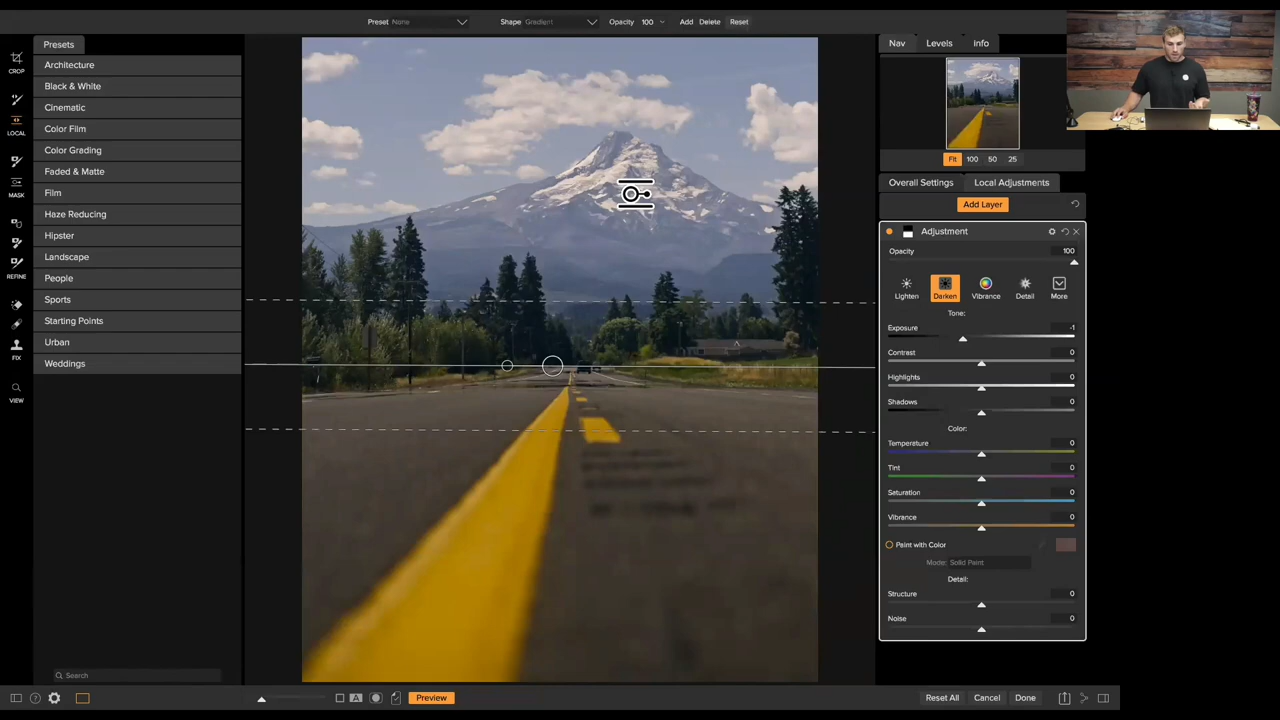 Preset None
Shape Gradient
Opacity 100
Add
Delete
Reset
CROP
LOCAL
MASK
REFINE
FIX
VIEW
Presets
Architecture
Black & White
Cinematic
Color Film
Color Grading
Faded & Matte
Film
Haze Reducing
Hipster
Landscape
People
Sports
Starting Points
Urban
Weddings
Search
Nav
Levels
Info
Fit
100
50
25
Overall Settings
Local Adjustments
Add Layer
Adjustment
Opacity 100
Lighten
Darken
Vibrance
Detail
More
Tone:
Exposure -1
Contrast 0
Highlights 0
Shadows 0
Color:
Temperature 0
Tint 0
Saturation 0
Vibrance 0
Paint with Color
Mode: Solid Paint
Detail:
Structure 0
Noise 0
?
A
Preview
Reset All
Cancel
Done